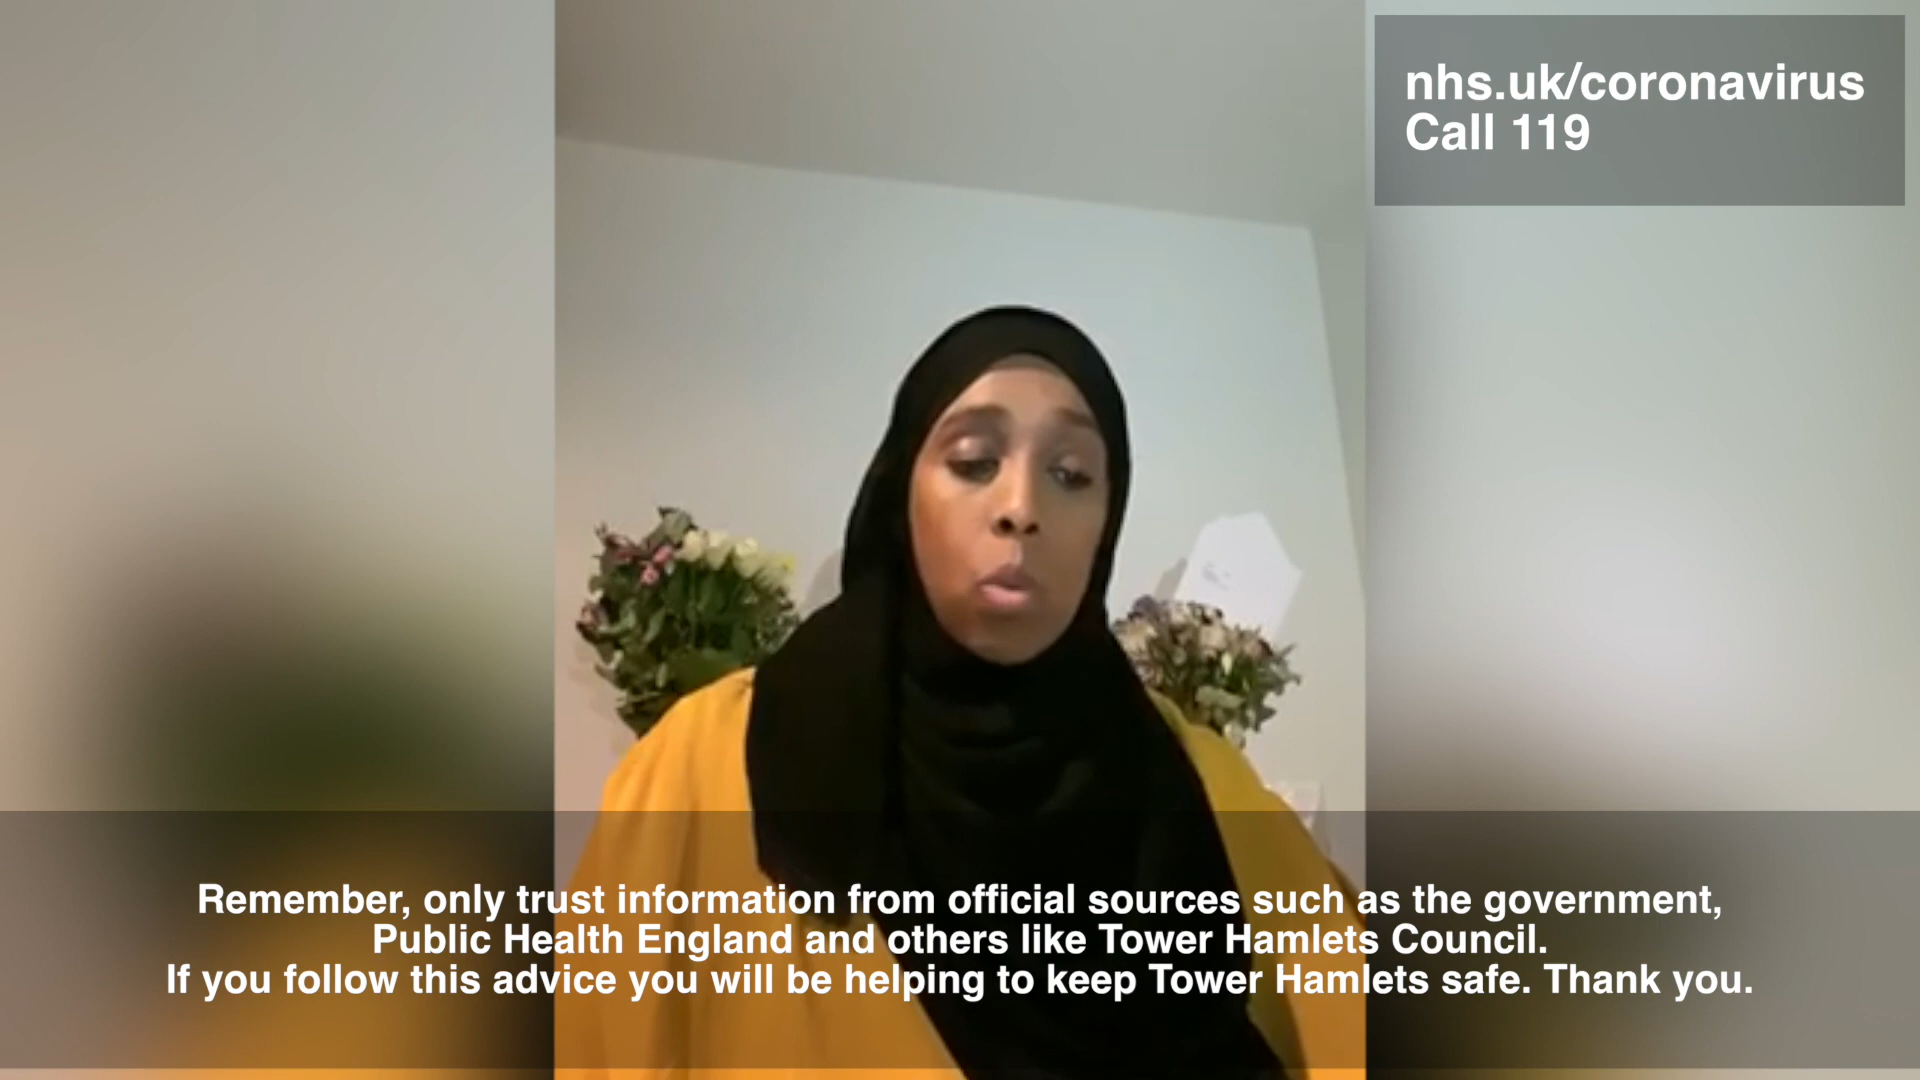 nhs.uk/coronavirus
Call 119
Remember, only trust information from official sources such as the government,
Public Health England and others like Tower Hamlets Council.
If you follow this advice you will be helping to keep Tower Hamlets safe. Thank you.